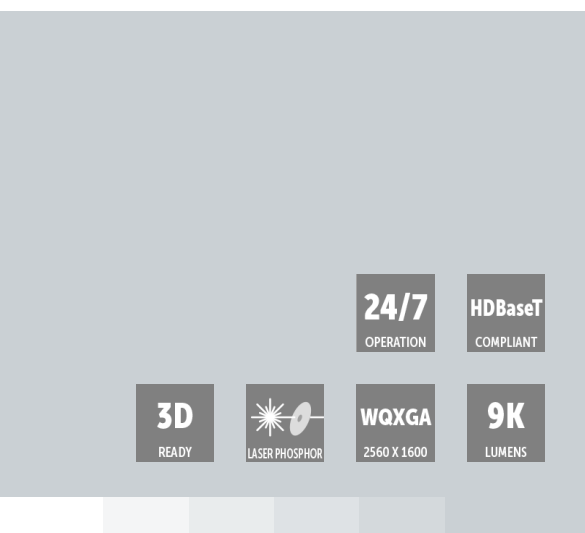 24/7
OPERATION
HDBaseT
COMPLIANT
3D
READY
LASER PHOSPHOR
WQXGA
2560 X 1600
9K
LUMENS